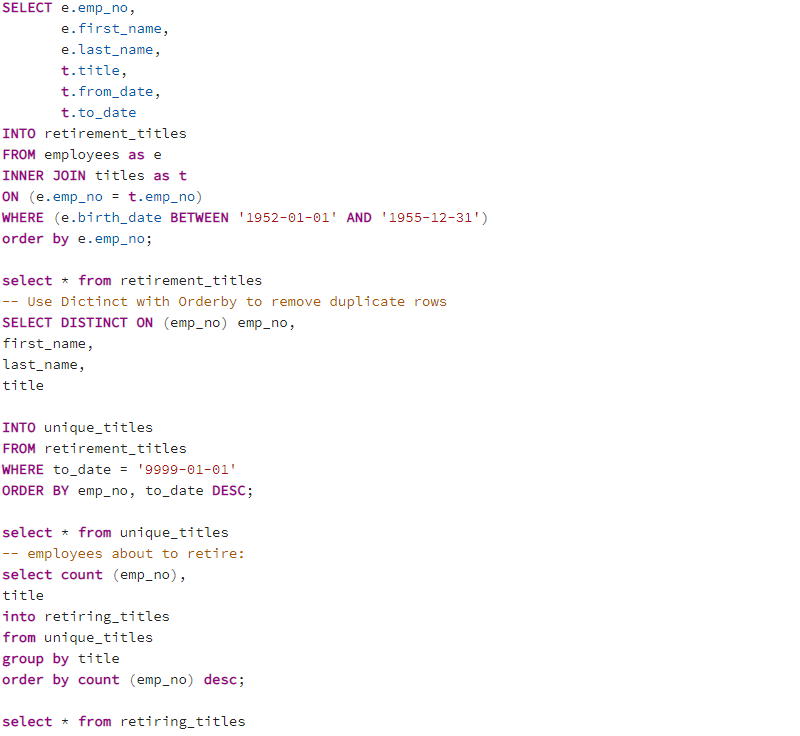 SELECT e.emp_no,
e.first_name,
e.last_name,
t.title,
t.from_date,
t.to_date
INTO retirement_titles
FROM employees as e
INNER JOIN titles as t
ON (e.emp_no = t.emp_no)
WHERE (e.birth_date BETWEEN '1952-01-01' AND '1955-12-31')
order by e.emp_no;
select * from retirement_titles
-- Use Dictinct with Orderby to remove duplicate rows
SELECT DISTINCT ON (emp_no) emp_no,
first_name,
last_name,
title
INTO unique_titles
FROM retirement_titles
WHERE to_date = '9999-01-01'
ORDER BY emp_no, to_date DESC;
select * from unique_titles
-- employees about to retire:
select count (emp_no),
title
into retiring_titles
from unique_titles
group by title
order by count (emp_no) desc;
select * from retiring_titles